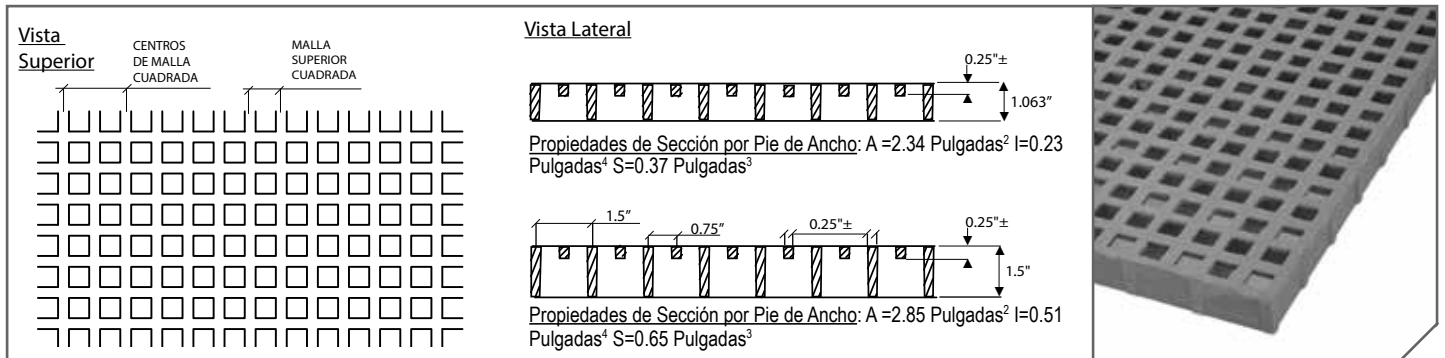 Vista
Superior
CENTROS
DE MALLA
CUADRADA
MALLA
SUPERIOR
CUADRADA
Vista Lateral
0.25"±
1.063"
Propiedades de Sección por Pie de Ancho: A =2.34 Pulgadas² I=0.23
Pulgadas⁴ S=0.37 Pulgadas³
1.5"
0.75"
0.25"±
0.25"±
1.5"
Propiedades de Sección por Pie de Ancho: A =2.85 Pulgadas² I=0.51
Pulgadas⁴ S=0.65 Pulgadas³